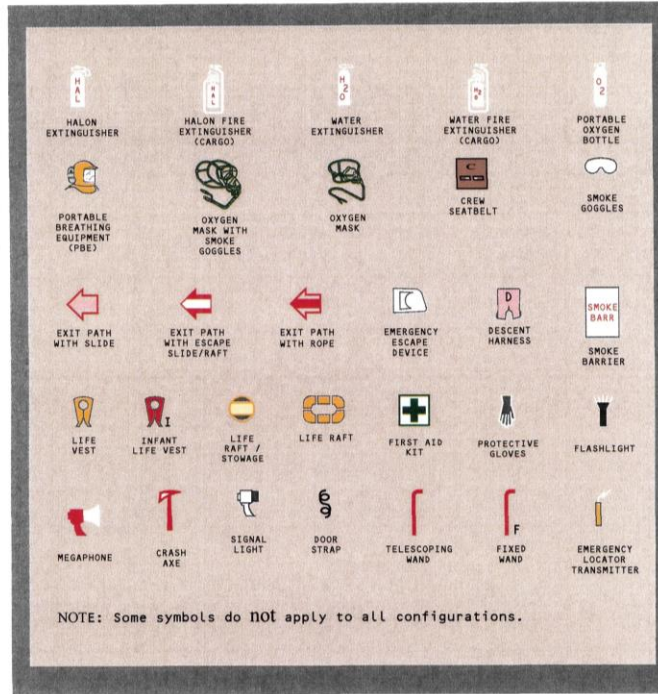 HAL
HAL
H2O
H2O
O2
HALON
EXTINGUISHER
HALON FIRE
EXTINGUISHER
(CARGO)
WATER
EXTINGUISHER
WATER FIRE
EXTINGUISHER
(CARGO)
PORTABLE
OXYGEN
BOTTLE
C
PORTABLE
BREATHING
EQUIPMENT
(PBE)
OXYGEN
MASK WITH
SMOKE
GOGGLES
OXYGEN
MASK
CREW
SEATBELT
SMOKE
GOGGLES
D
SMOKE
BARR
EXIT PATH
WITH SLIDE
EXIT PATH
WITH ESCAPE
SLIDE/RAFT
EXIT PATH
WITH ROPE
EMERGENCY
ESCAPE
DEVICE
DESCENT
HARNESS
SMOKE
BARRIER
I
LIFE
VEST
INFANT
LIFE VEST
LIFE
RAFT /
STOWAGE
LIFE RAFT
FIRST AID
KIT
PROTECTIVE
GLOVES
FLASHLIGHT
F
MEGAPHONE
CRASH
AXE
SIGNAL
LIGHT
DOOR
STRAP
TELESCOPING
WAND
FIXED
WAND
EMERGENCY
LOCATOR
TRANSMITTER
NOTE: Some symbols do not apply to all configurations.